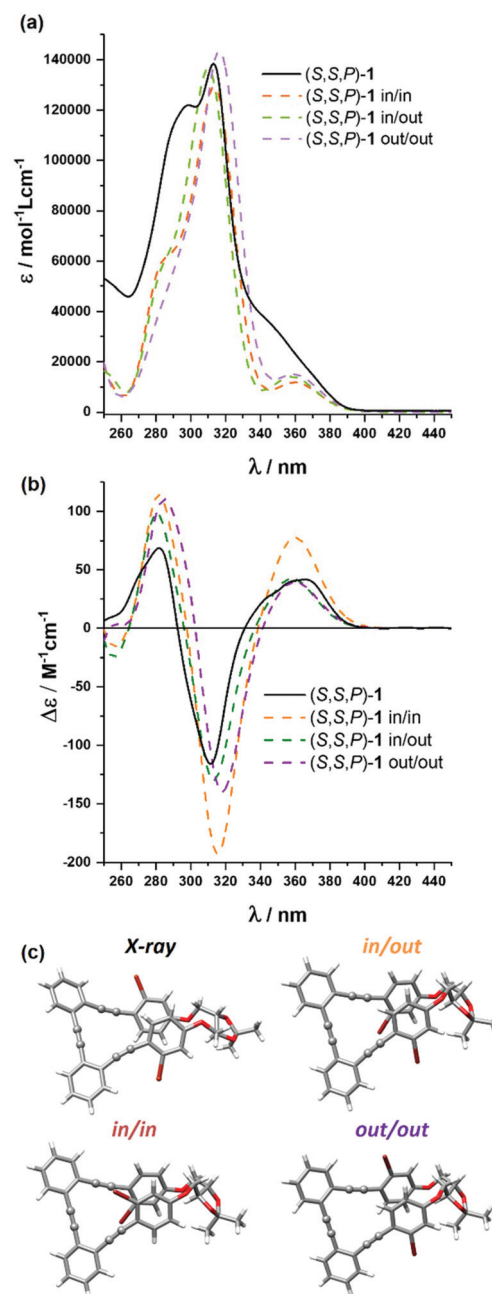 (a)
140000
120000
100000
80000
60000
40000
20000
0
ε / mol⁻¹Lcm⁻¹
(S,S,P)-1
(S,S,P)-1 in/in
(S,S,P)-1 in/out
(S,S,P)-1 out/out
260 280 300 320 340 360 380 400 420 440
λ / nm
(b)
100
50
0
-50
-100
-150
-200
Δε / M⁻¹cm⁻¹
(S,S,P)-1
(S,S,P)-1 in/in
(S,S,P)-1 in/out
(S,S,P)-1 out/out
260 280 300 320 340 360 380 400 420 440
λ / nm
(c)
X-ray
in/out
in/in
out/out